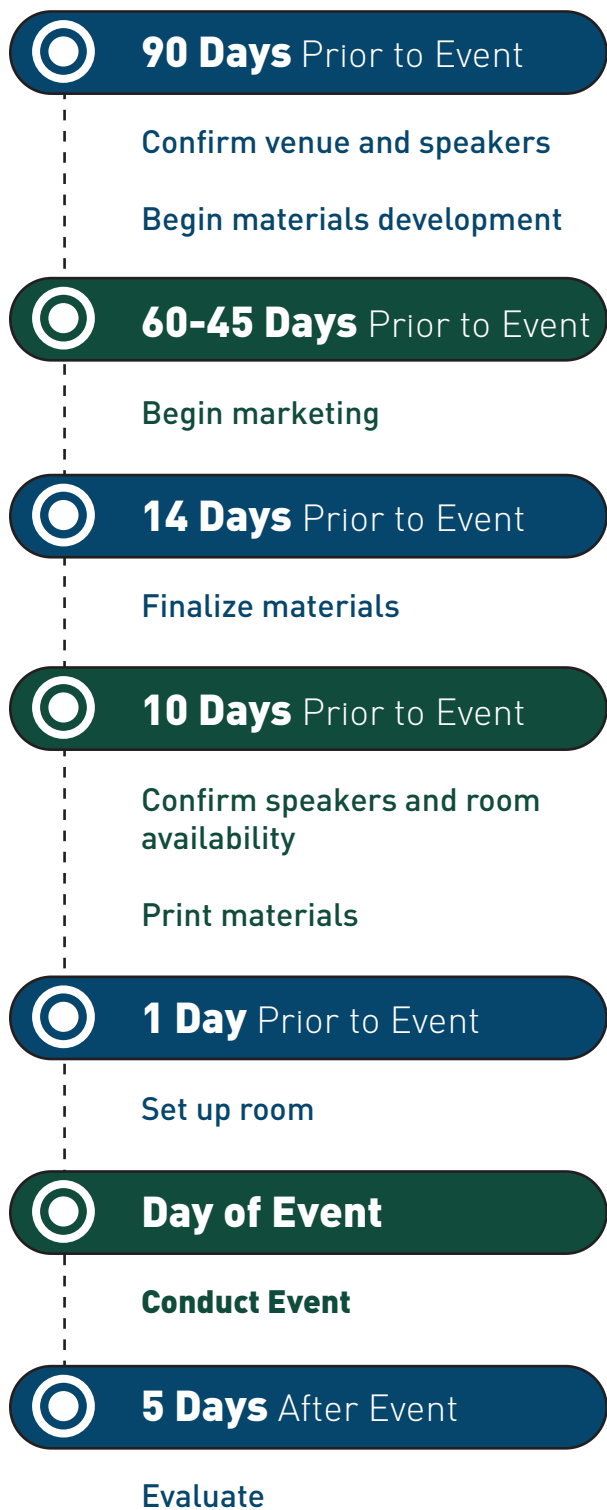 90 Days Prior to Event
Confirm venue and speakers
Begin materials development
60-45 Days Prior to Event
Begin marketing
14 Days Prior to Event
Finalize materials
10 Days Prior to Event
Confirm speakers and room
availability
Print materials
1 Day Prior to Event
Set up room
Day of Event
Conduct Event
5 Days After Event
Evaluate